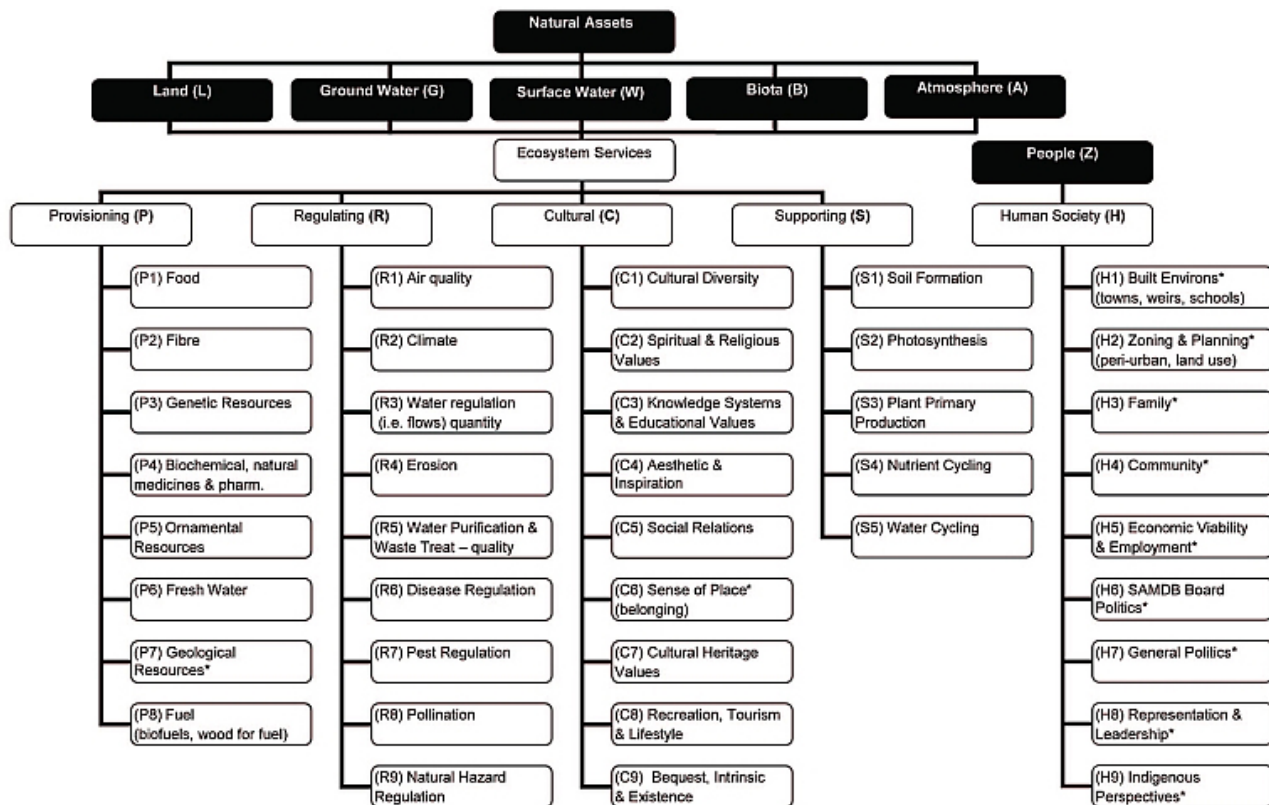 Natural Assets
Land (L)
Ground Water (G)
Surface Water (W)
Biota (B)
Atmosphere (A)
Ecosystem Services
People (Z)
Provisioning (P)
Regulating (R)
Cultural (C)
Supporting (S)
Human Society (H)
(P1) Food
(P2) Fibre
(P3) Genetic Resources
(P4) Biochemical, natural
medicines & pharm.
(P5) Ornamental
Resources
(P6) Fresh Water
(P7) Geological
Resources*
(P8) Fuel
(biofuels, wood for fuel)
(R1) Air quality
(R2) Climate
(R3) Water regulation
(i.e. flows) quantity
(R4) Erosion
(R5) Water Purification &
Waste Treat – quality
(R6) Disease Regulation
(R7) Pest Regulation
(R8) Pollination
(R9) Natural Hazard
Regulation
(C1) Cultural Diversity
(C2) Spiritual & Religious
Values
(C3) Knowledge Systems
& Educational Values
(C4) Aesthetic &
Inspiration
(C5) Social Relations
(C6) Sense of Place*
(belonging)
(C7) Cultural Heritage
Values
(C8) Recreation, Tourism
& Lifestyle
(C9) Bequest, Intrinsic
& Existence
(S1) Soil Formation
(S2) Photosynthesis
(S3) Plant Primary
Production
(S4) Nutrient Cycling
(S5) Water Cycling
(H1) Built Environs*
(towns, weirs, schools)
(H2) Zoning & Planning*
(peri-urban, land use)
(H3) Family*
(H4) Community*
(H5) Economic Viability
& Employment*
(H6) SAMDB Board
Politics*
(H7) General Politics*
(H8) Representation &
Leadership*
(H9) Indigenous
Perspectives*